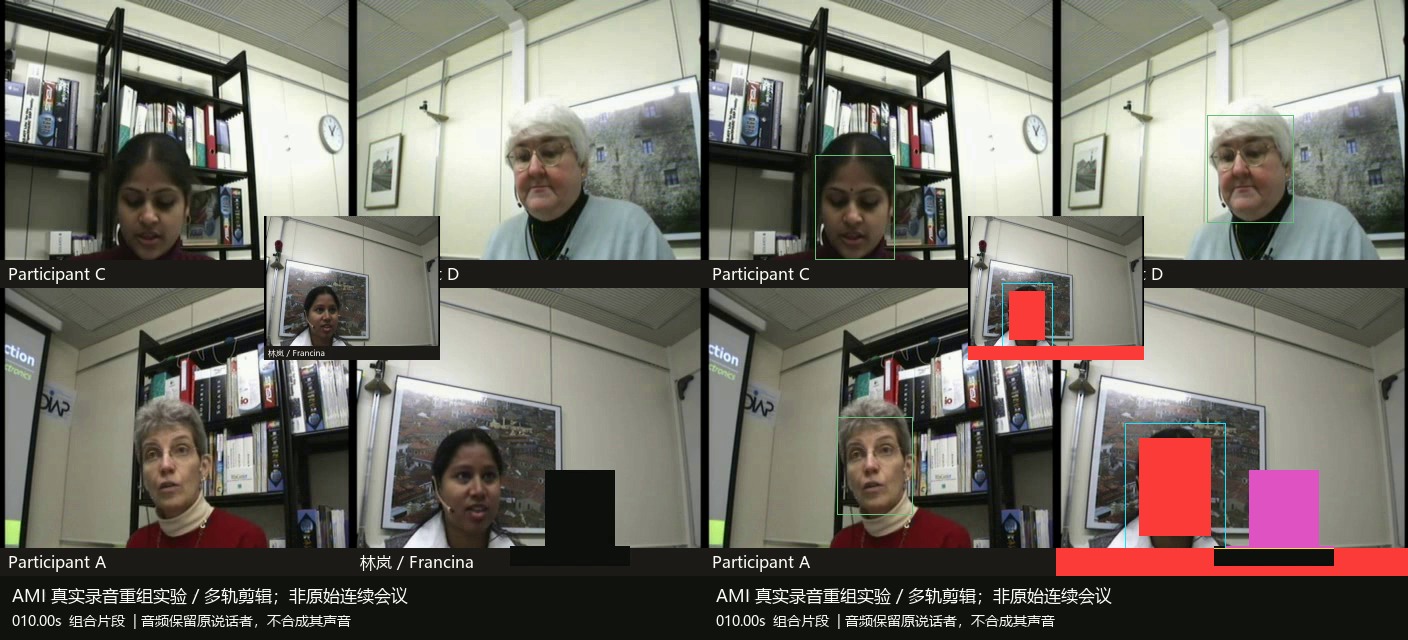 Participant C
t D
Participant C
t D
林岚 / Francina
ction
DIAP
Participant A
林岚 / Francina
Participant A
AMI 真实录音重组实验 / 多轨剪辑；非原始连续会议
010.00s 组合片段 | 音频保留原说话者，不合成其声音
AMI 真实录音重组实验 / 多轨剪辑；非原始连续会议
010.00s 组合片段 | 音频保留原说话者，不合成其声音